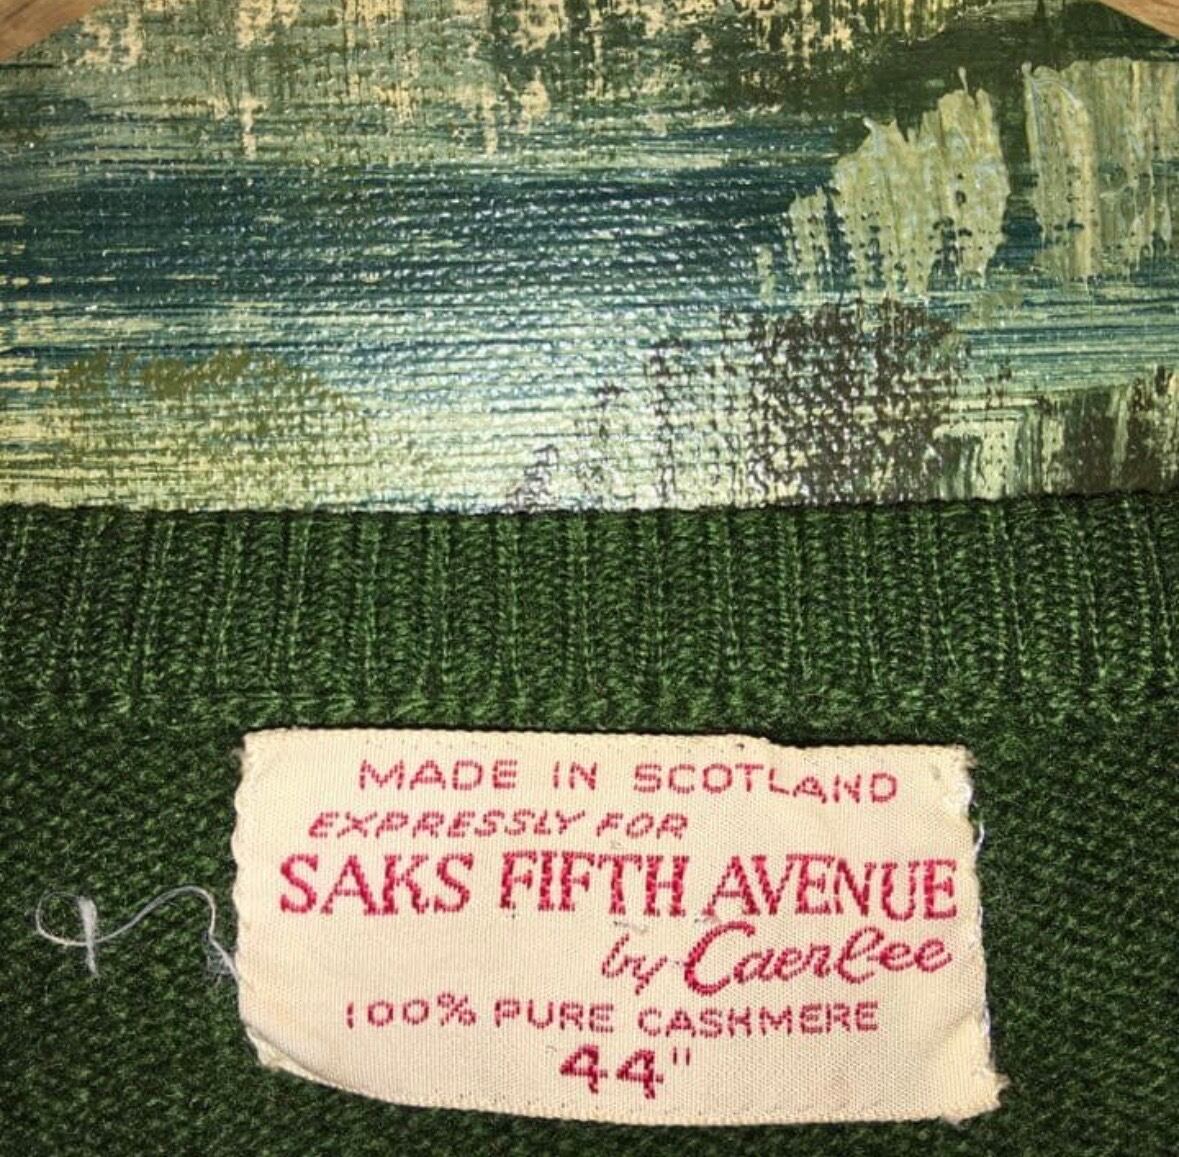 MADE IN SCOTLAND
EXPRESSLY FOR
SAKS FIFTH AVENUE
by Caerlee
100% PURE CASHMERE
44"